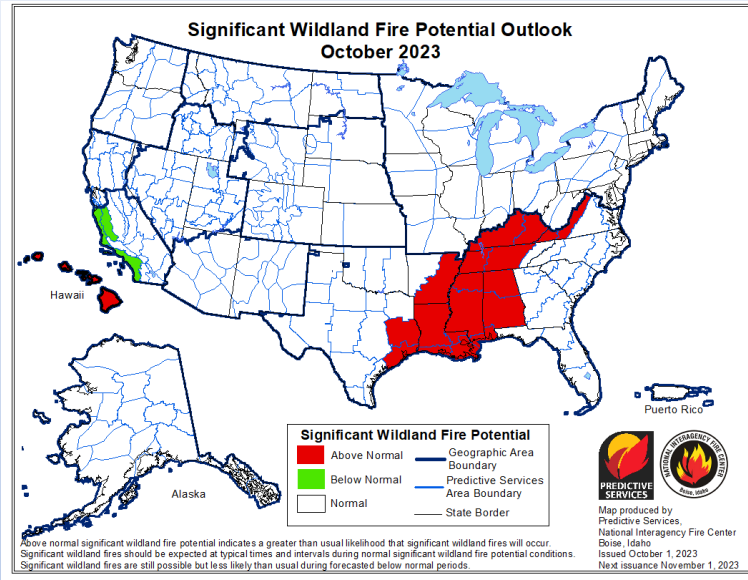 Significant Wildland Fire Potential Outlook
October 2023
Hawaii
Alaska
Puerto Rico
Significant Wildland Fire Potential
Above Normal
Below Normal
Normal
Geographic Area
Boundary
Predictive Services
Area Boundary
State Border
PREDICTIVE
SERVICES
NATIONAL INTERAGENCY FIRE CENTER
Boise, Idaho
Map produced by
Predictive Services,
National Interagency Fire Center
Boise, Idaho
Issued October 1, 2023
Next issuance November 1, 2023
Above normal significant wildland fire potential indicates a greater than usual likelihood that significant wildland fires will occur.
Significant wildland fires should be expected at typical times and intervals during normal significant wildland fire potential conditions.
Significant wildland fires are still possible but less likely than usual during forecasted below normal periods.